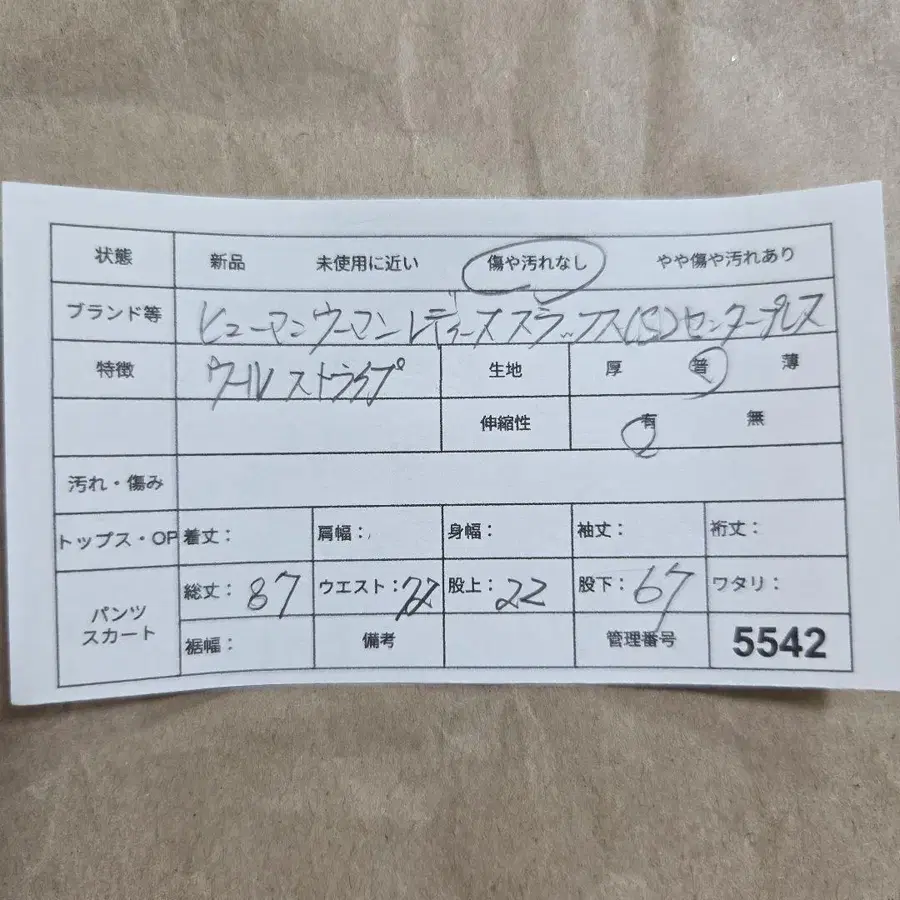 状態 新品 未使用に近い 傷や汚れなし やや傷や汚れあり
ブランド等 ヒューマンウーマン レディース スラックス(S)センタープレス
特徴 ウール ストライプ 生地 厚 普 薄
伸縮性 有 無
汚れ・傷み
トップス・OP 着丈: 肩幅: 身幅: 袖丈: 裄丈:
パンツ スカート 総丈: 87 ウエスト: 72 股上: 22 股下: 67 ワタリ:
裾幅: 備考 管理番号 5542